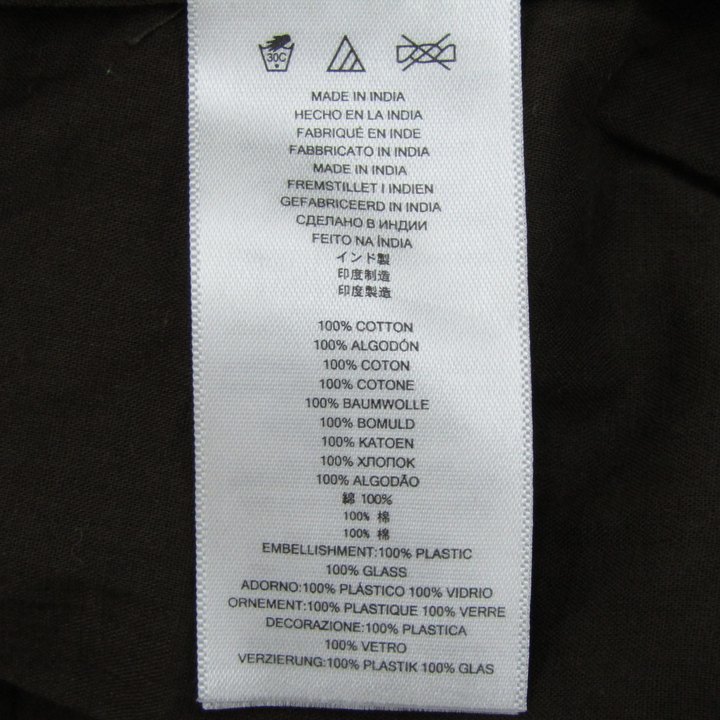 30C
MADE IN INDIA
HECHO EN LA INDIA
FABRIQUÉ EN INDE
FABBRICATO IN INDIA
MADE IN INDIA
FREMSTILLET I INDIEN
GEFABRICEERD IN INDIA
СДЕЛАНО В ИНДИИ
FEITO NA ÍNDIA
インド製
印度制造
印度製造
100% COTTON
100% ALGODÓN
100% COTON
100% COTONE
100% BAUMWOLLE
100% BOMULD
100% KATOEN
100% ХЛОПОК
100% ALGODÃO
綿 100%
100% 棉
100% 棉
EMBELLISHMENT:100% PLASTIC
100% GLASS
ADORNO:100% PLÁSTICO 100% VIDRIO
ORNEMENT:100% PLASTIQUE 100% VERRE
DECORAZIONE:100% PLASTICA
100% VETRO
VERZIERUNG:100% PLASTIK 100% GLAS